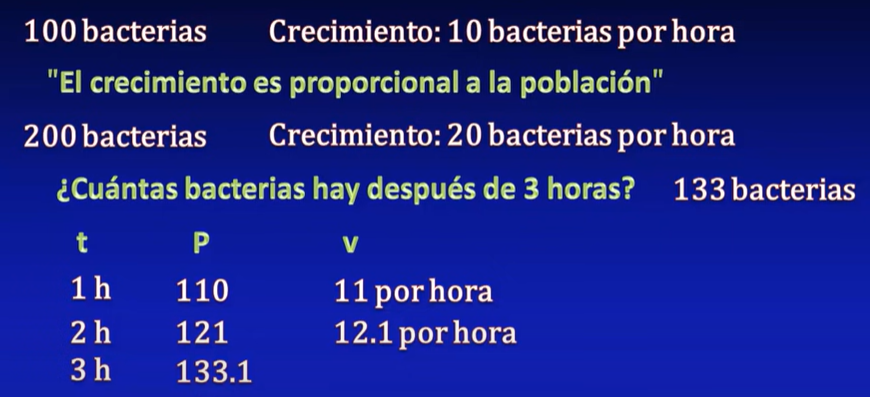 100 bacterias Crecimiento: 10 bacterias por hora
"El crecimiento es proporcional a la población"
200 bacterias Crecimiento: 20 bacterias por hora
¿Cuántas bacterias hay después de 3 horas? 133 bacterias
t P v
1 h 110 11 por hora
2 h 121 12.1 por hora
3 h 133.1